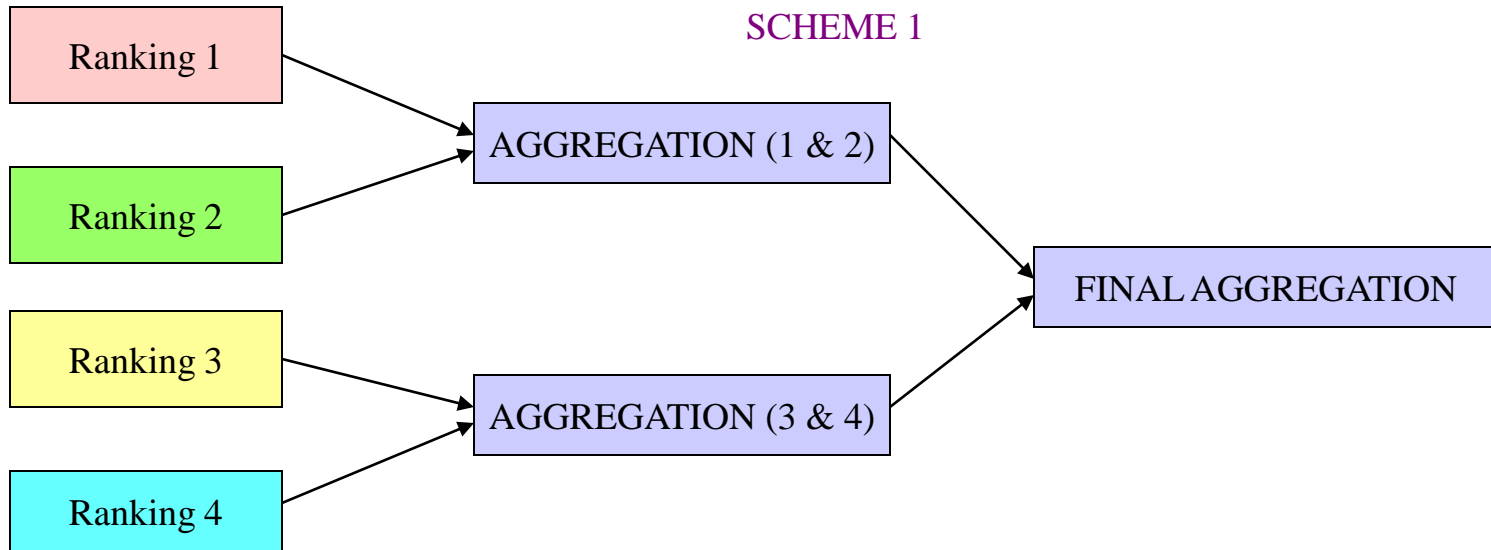 SCHEME 1
Ranking 1
AGGREGATION (1 & 2)
Ranking 2
FINAL AGGREGATION
Ranking 3
AGGREGATION (3 & 4)
Ranking 4